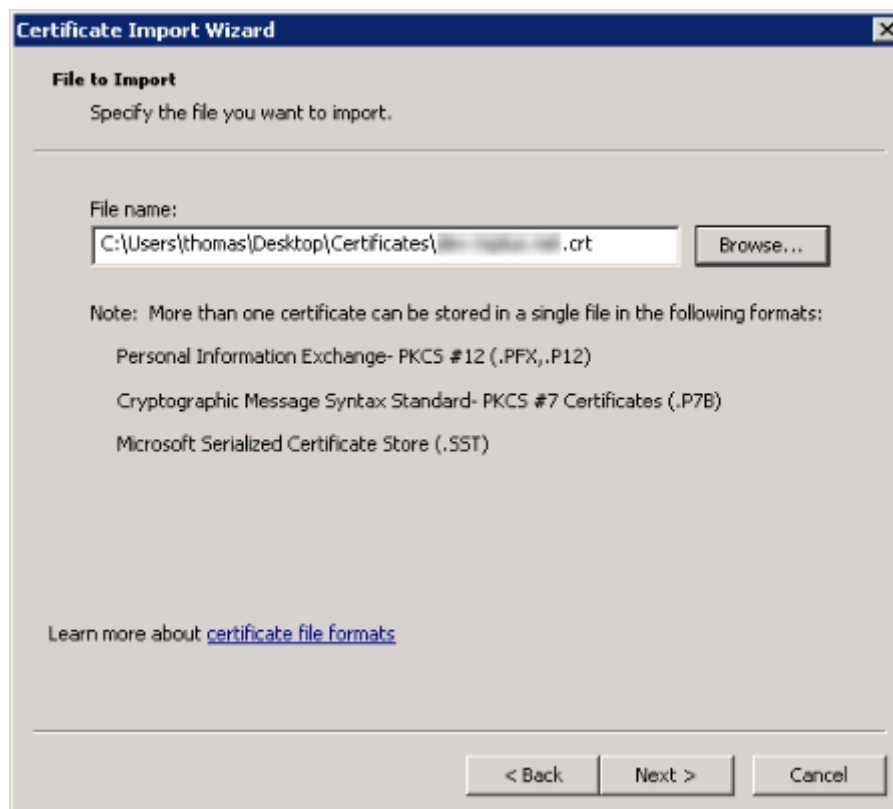 Certificate Import Wizard
File to Import
Specify the file you want to import.
File name:
C:\Users\thomas\Desktop\Certificates\ .crt
Browse...
Note: More than one certificate can be stored in a single file in the following formats:
Personal Information Exchange- PKCS #12 (.PFX,.P12)
Cryptographic Message Syntax Standard- PKCS #7 Certificates (.P7B)
Microsoft Serialized Certificate Store (.SST)
Learn more about certificate file formats
< Back
Next >
Cancel